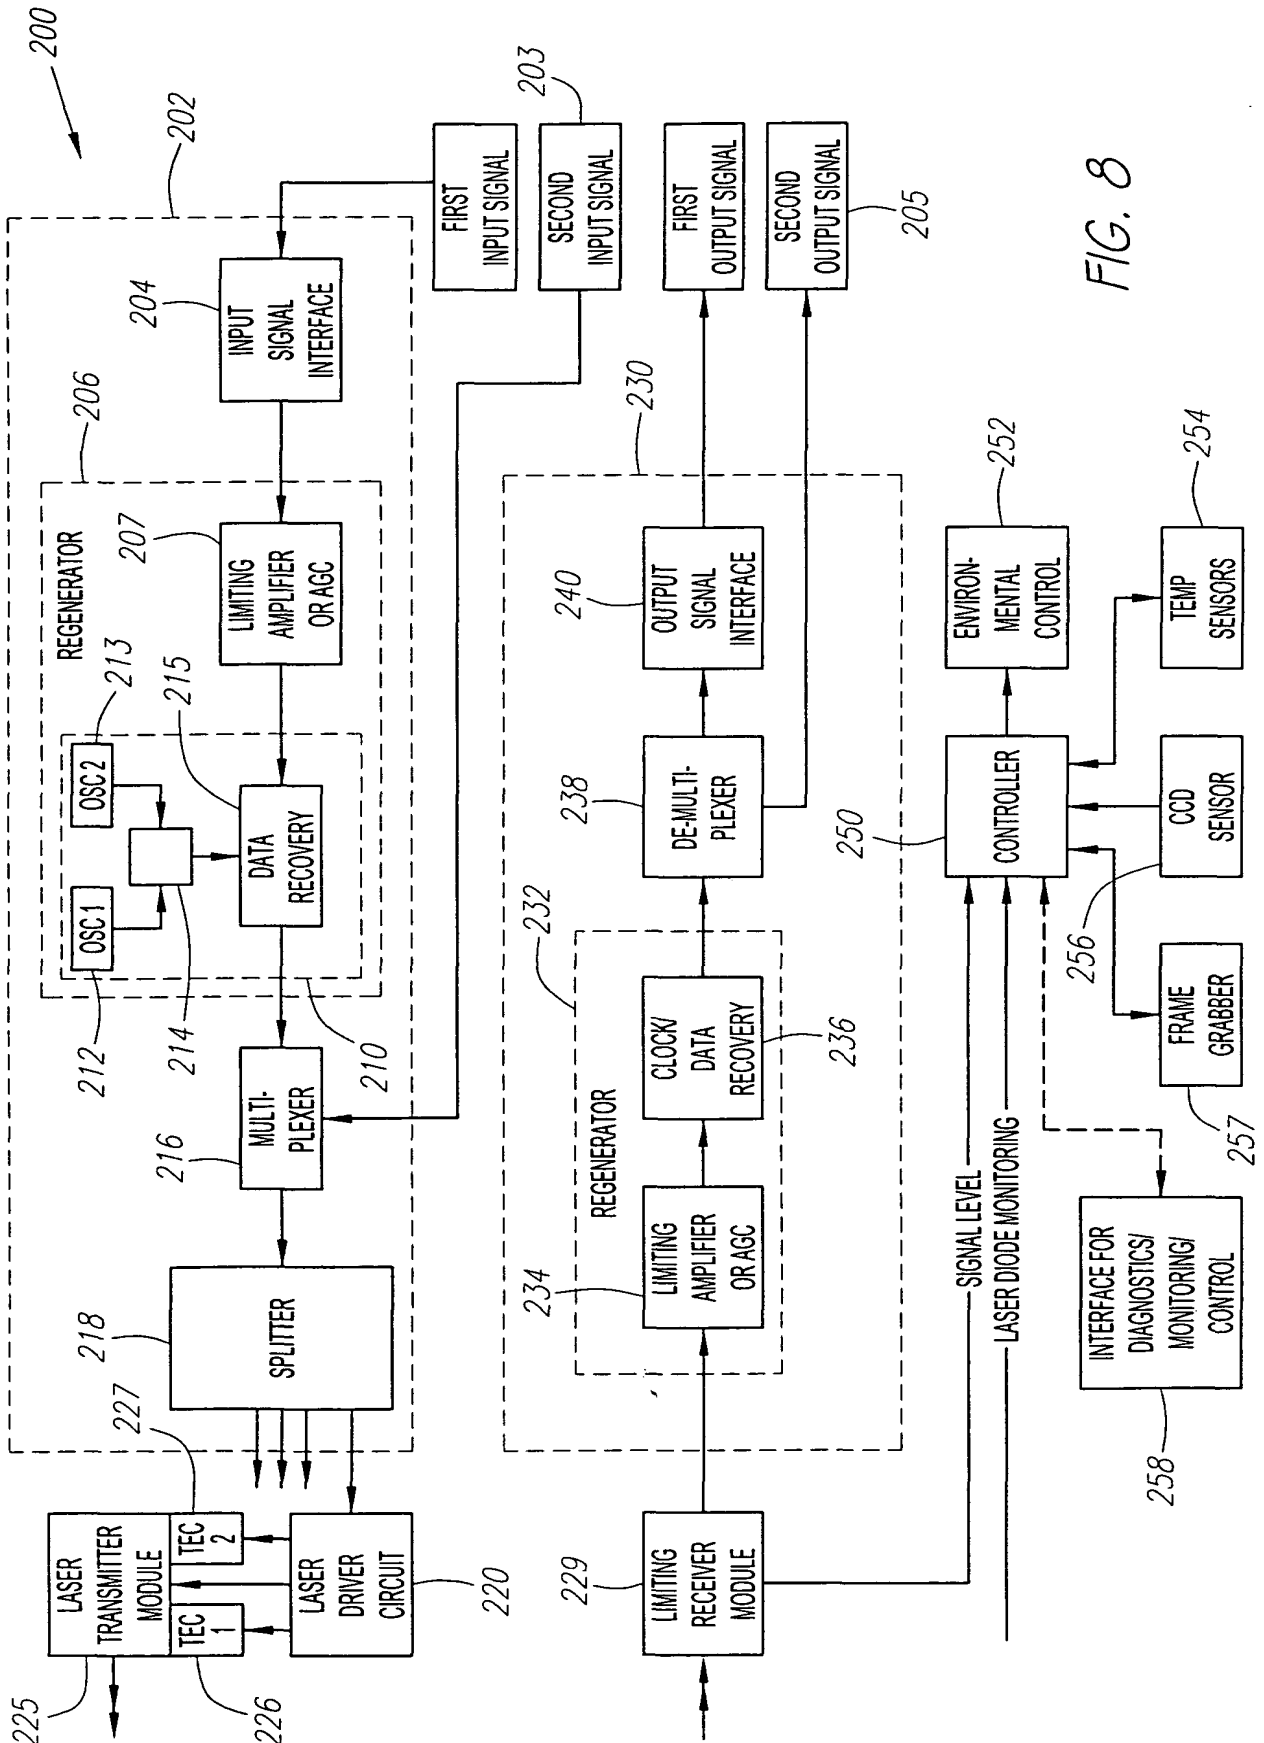 200
202
203
FIRST
INPUT SIGNAL
SECOND
INPUT SIGNAL
FIRST
OUTPUT SIGNAL
SECOND
OUTPUT SIGNAL
205
FIG. 8
204
INPUT
SIGNAL
INTERFACE
206
REGENERATOR
207
LIMITING
AMPLIFIER
OR AGC
213
OSC2
215
OSC1
212
214
DATA
RECOVERY
210
216
MULTI-
PLEXER
218
SPLITTER
227
LASER
TRANSMITTER
MODULE
TEC
2
TEC
1
225
226
LASER
DRIVER
CIRCUIT
220
230
240
OUTPUT
SIGNAL
INTERFACE
238
DE-MULTI-
PLEXER
232
REGENERATOR
CLOCK/
DATA
RECOVERY
236
234
LIMITING
AMPLIFIER
OR AGC
229
LIMITING
RECEIVER
MODULE
252
ENVIRON-
MENTAL
CONTROL
254
TEMP
SENSORS
250
CONTROLLER
CCD
SENSOR
256
FRAME
GRABBER
257
SIGNAL LEVEL
LASER DIODE MONITORING
INTERFACE FOR
DIAGNOSTICS/
MONITORING/
CONTROL
258